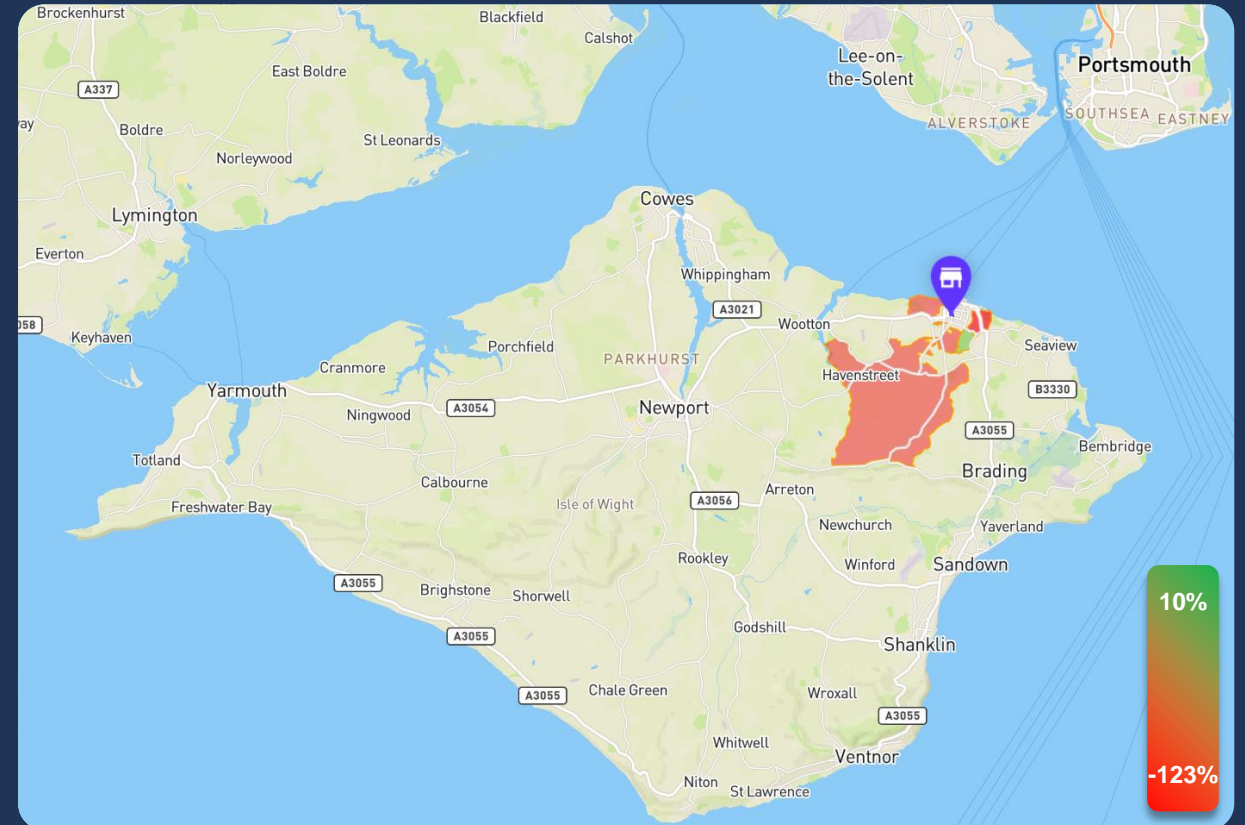 Brockenhurst
Blackfield
Calshot
Lee-on-
the-Solent
Portsmouth
East Boldre
A337
SOUTHSEA
EASTNEY
ALVERSTOKE
way
Boldre
St Leonards
Norleywood
Cowes
Lymington
Everton
Whippingham
A3021
058
Wootton
Keyhaven
Porchfield
Seaview
PARKHURST
Cranmore
Havenstreet
Yarmouth
B3330
A3054
Newport
Ningwood
A3055
Bembridge
Totland
Brading
Calbourne
Arreton
A3056
Isle of Wight
Freshwater Bay
Newchurch
Yaverland
Rookley
Winford
Sandown
A3055
Brighstone
Shorwell
10%
Godshill
A3055
Shanklin
Chale Green
Wroxall
A3055
A3055
Whitwell
Ventnor
-123%
Niton
St Lawrence